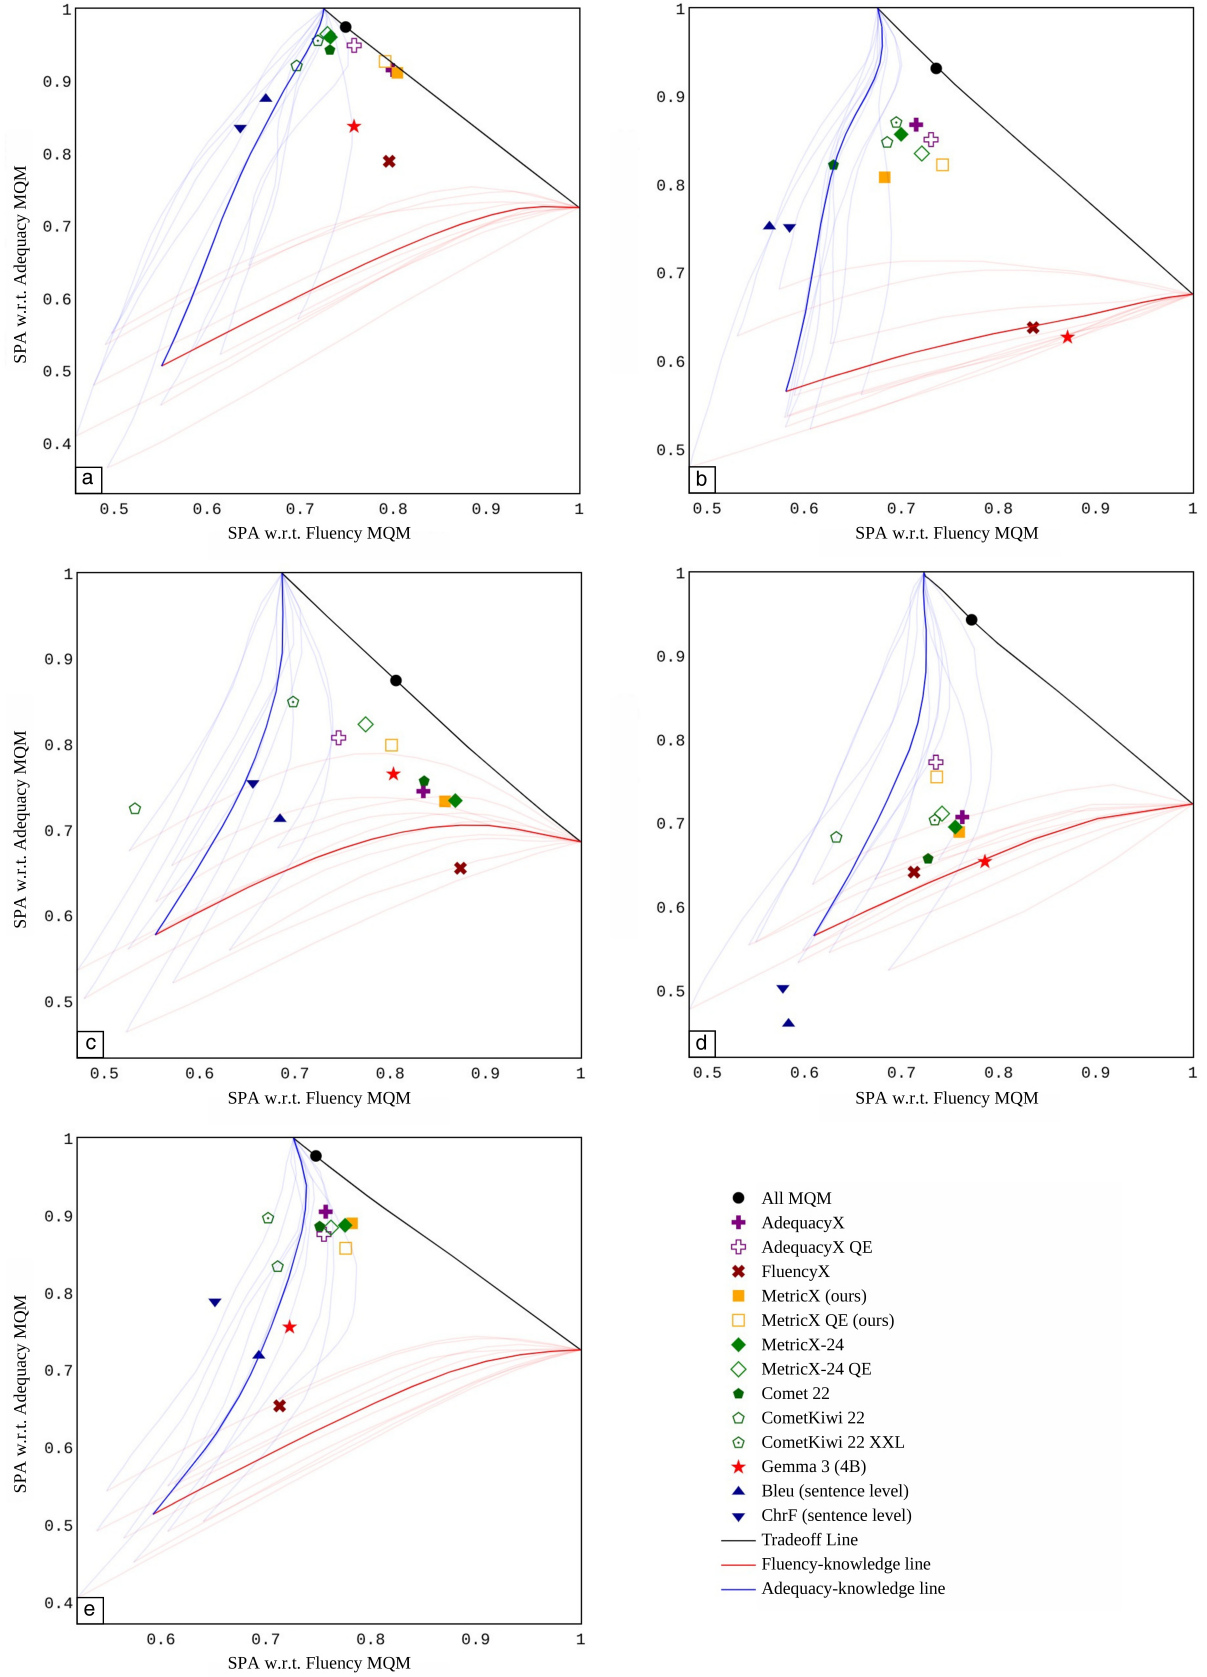 1
0.9
0.8
0.7
0.6
0.5
0.4
SPA w.r.t. Adequacy MQM
a
0.5 0.6 0.7 0.8 0.9 1
SPA w.r.t. Fluency MQM
1
0.9
0.8
0.7
0.6
0.5
b
0.5 0.6 0.7 0.8 0.9 1
SPA w.r.t. Fluency MQM
1
0.9
0.8
0.7
0.6
0.5
SPA w.r.t. Adequacy MQM
c
0.5 0.6 0.7 0.8 0.9 1
SPA w.r.t. Fluency MQM
1
0.9
0.8
0.7
0.6
0.5
d
0.5 0.6 0.7 0.8 0.9 1
SPA w.r.t. Fluency MQM
1
0.9
0.8
0.7
0.6
0.5
0.4
SPA w.r.t. Adequacy MQM
e
0.6 0.7 0.8 0.9 1
SPA w.r.t. Fluency MQM
All MQM
AdequacyX
AdequacyX QE
FluencyX
MetricX (ours)
MetricX QE (ours)
MetricX-24
MetricX-24 QE
Comet 22
CometKiwi 22
CometKiwi 22 XXL
Gemma 3 (4B)
Bleu (sentence level)
ChrF (sentence level)
Tradeoff Line
Fluency-knowledge line
Adequacy-knowledge line